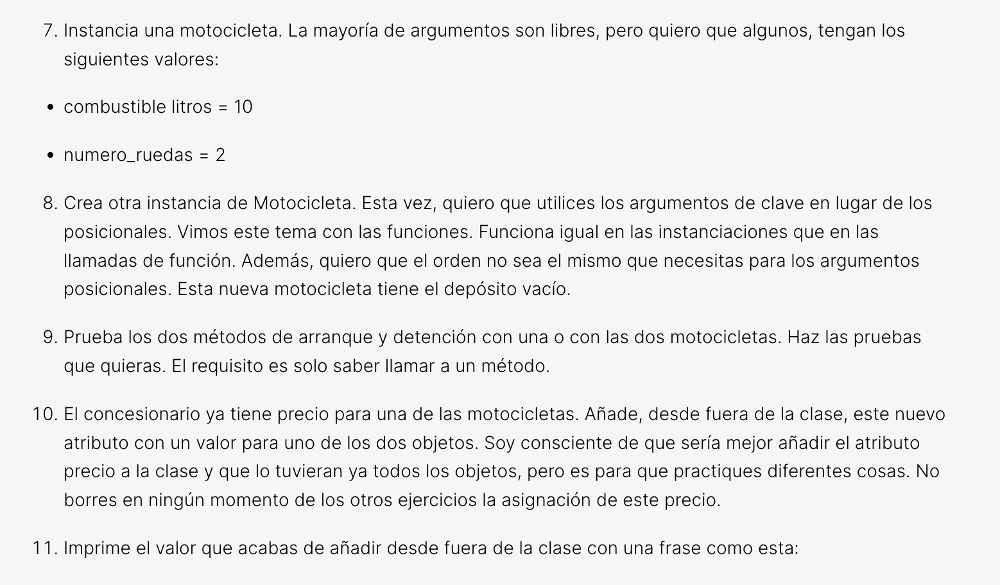 7. Instancia una motocicleta. La mayoría de argumentos son libres, pero quiero que algunos, tengan los
siguientes valores:
• combustible litros = 10
• numero_ruedas = 2
8. Crea otra instancia de Motocicleta. Esta vez, quiero que utilices los argumentos de clave en lugar de los
posicionales. Vimos este tema con las funciones. Funciona igual en las instanciaciones que en las
llamadas de función. Además, quiero que el orden no sea el mismo que necesitas para los argumentos
posicionales. Esta nueva motocicleta tiene el depósito vacío.
9. Prueba los dos métodos de arranque y detención con una o con las dos motocicletas. Haz las pruebas
que quieras. El requisito es solo saber llamar a un método.
10. El concesionario ya tiene precio para una de las motocicletas. Añade, desde fuera de la clase, este nuevo
atributo con un valor para uno de los dos objetos. Soy consciente de que sería mejor añadir el atributo
precio a la clase y que lo tuvieran ya todos los objetos, pero es para que practiques diferentes cosas. No
borres en ningún momento de los otros ejercicios la asignación de este precio.
11. Imprime el valor que acabas de añadir desde fuera de la clase con una frase como esta: